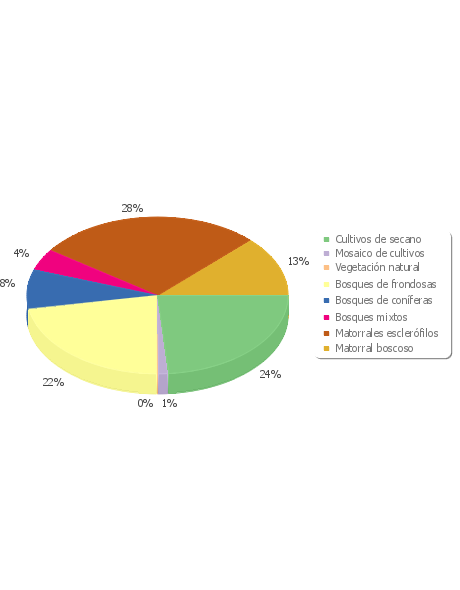 28%
4%
13%
8%
22%
24%
0%
1%
Cultivos de secano
Mosaico de cultivos
Vegetación natural
Bosques de frondosas
Bosques de coníferas
Bosques mixtos
Matorrales esclerófilos
Matorral boscoso